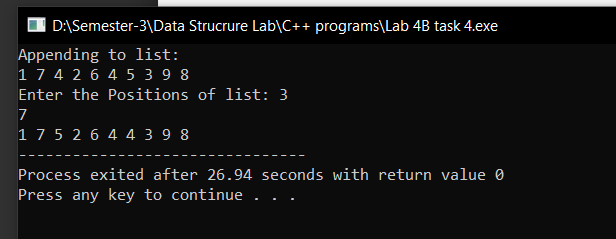 D:\Semester-3\Data Strucrure Lab\C++ programs\Lab 4B task 4.exe
Appending to list:
1 7 4 2 6 4 5 3 9 8
Enter the Positions of list: 3
7
1 7 5 2 6 4 4 3 9 8
--------------------------------
Process exited after 26.94 seconds with return value 0
Press any key to continue . . .